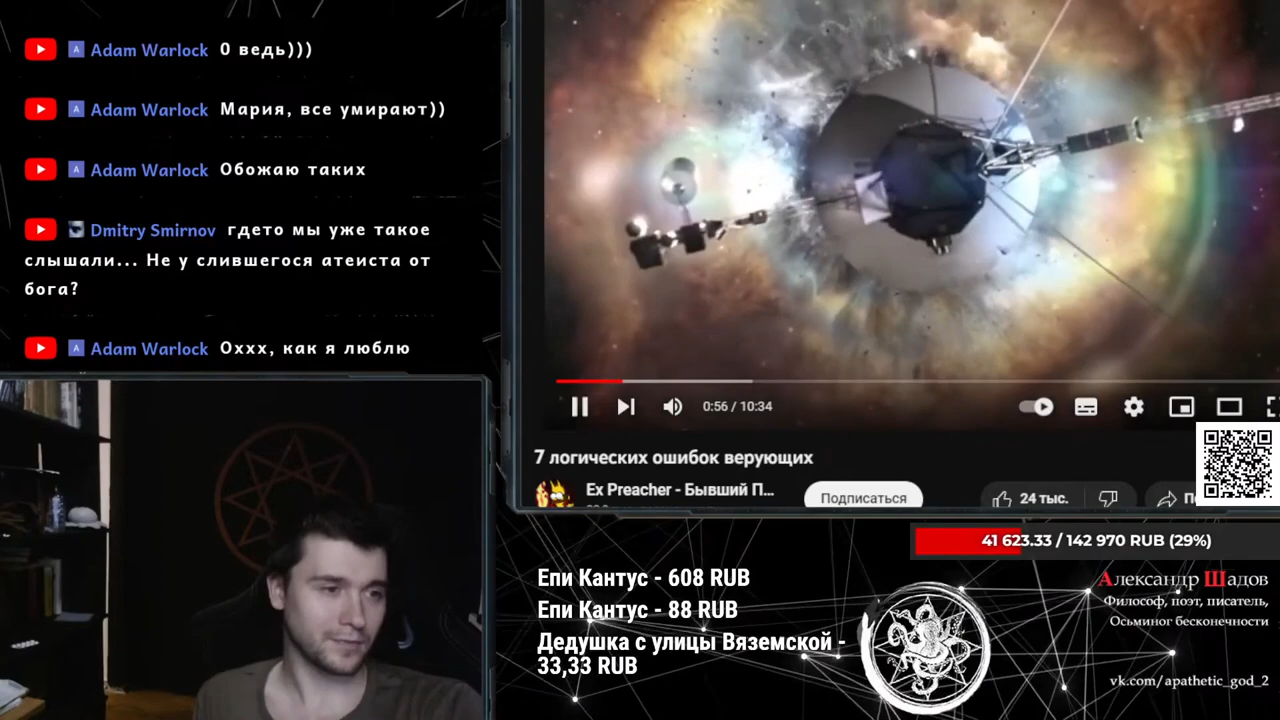 Adam Warlock О ведь)))
Adam Warlock Мария, все умирают))
Adam Warlock Обожаю таких
Dmitry Smirnov гдето мы уже такое
слышали... Не у слившегося атеиста от
бога?
Adam Warlock Оххх, как я люблю
0:56 / 10:34
7 логических ошибок верующих
Ex Preacher - Бывший П...
Подписаться
24 тыс.
41 623.33 / 142 970 RUB (29%)
Епи Кантус - 608 RUB
Епи Кантус - 88 RUB
Дедушка с улицы Вяземской -
33,33 RUB
Александр Шадов
Философ, поэт, писатель,
Осьминог бесконечности
vk.com/apathetic_god_2